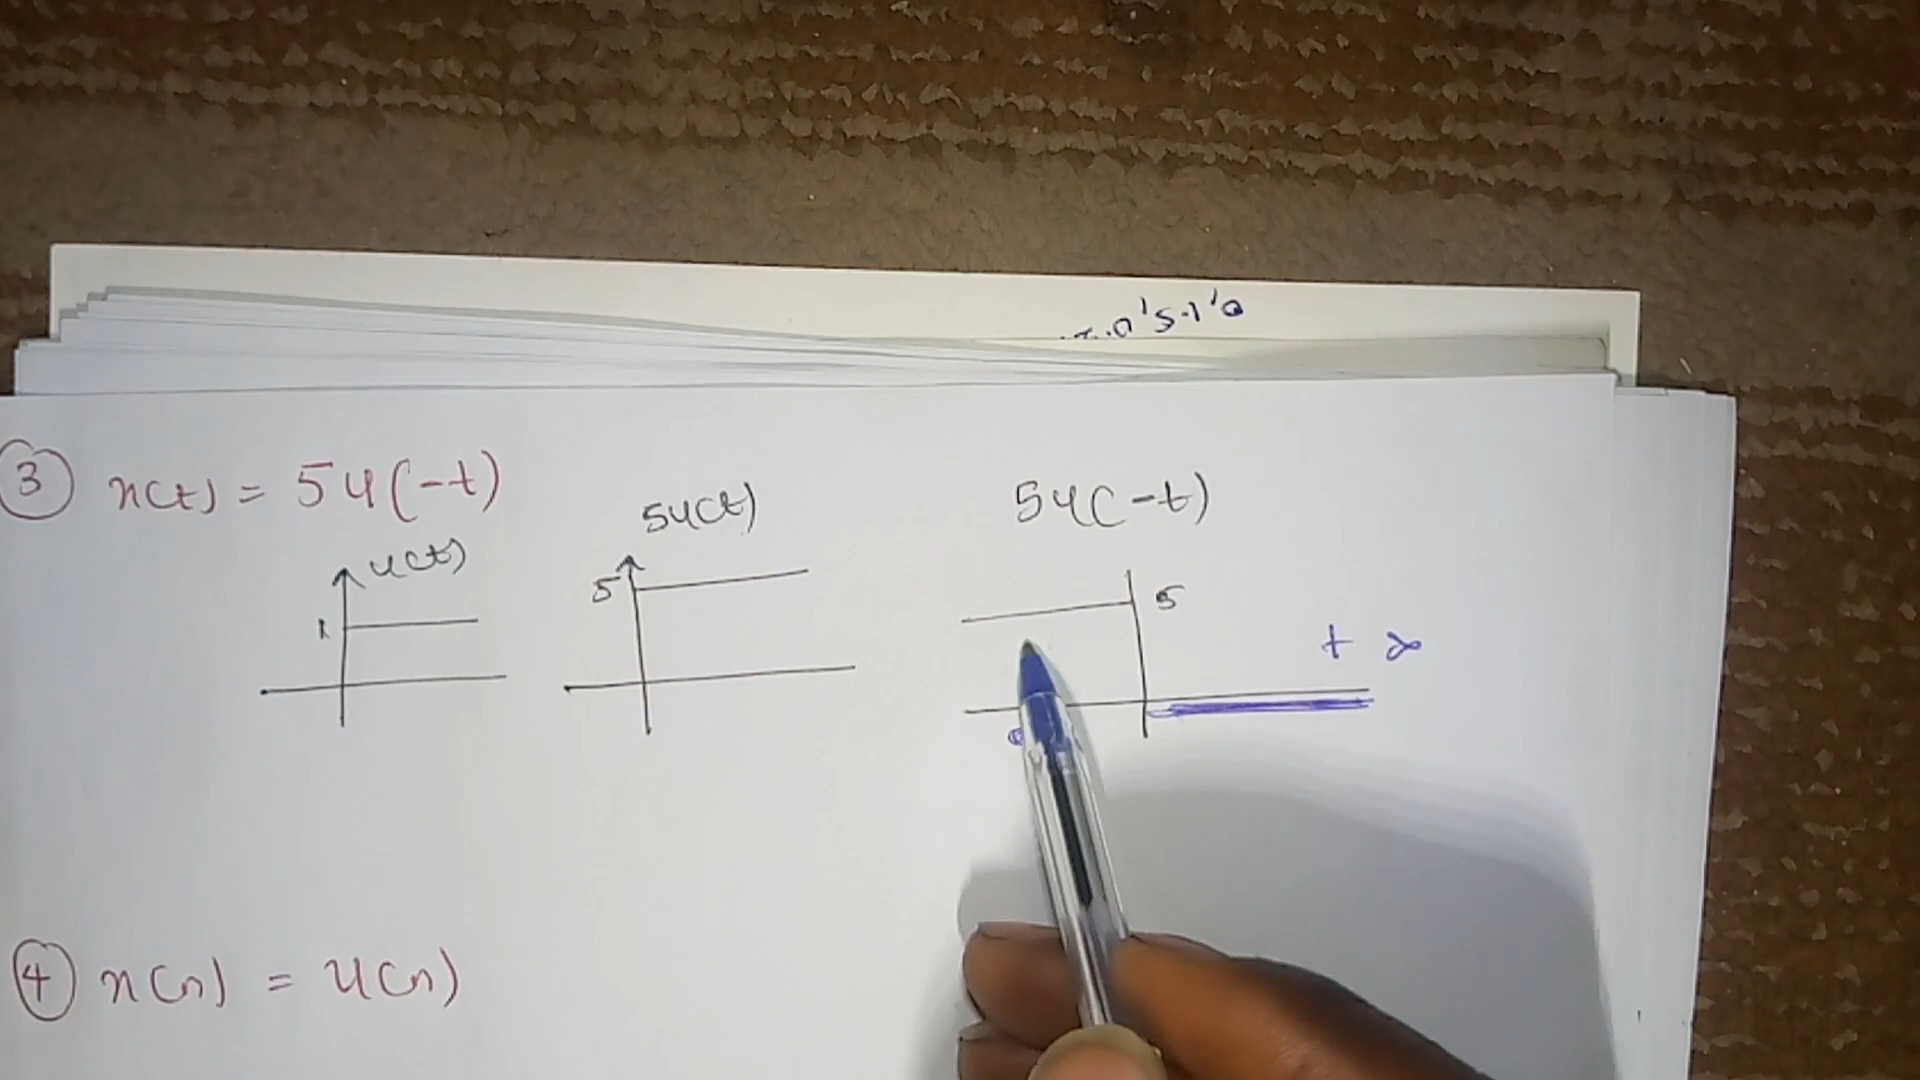 ③ x(t) = 5u(-t)
u(t)
1
5u(t)
5
5u(-t)
5
+ ∞
④ x(n) = u(n)